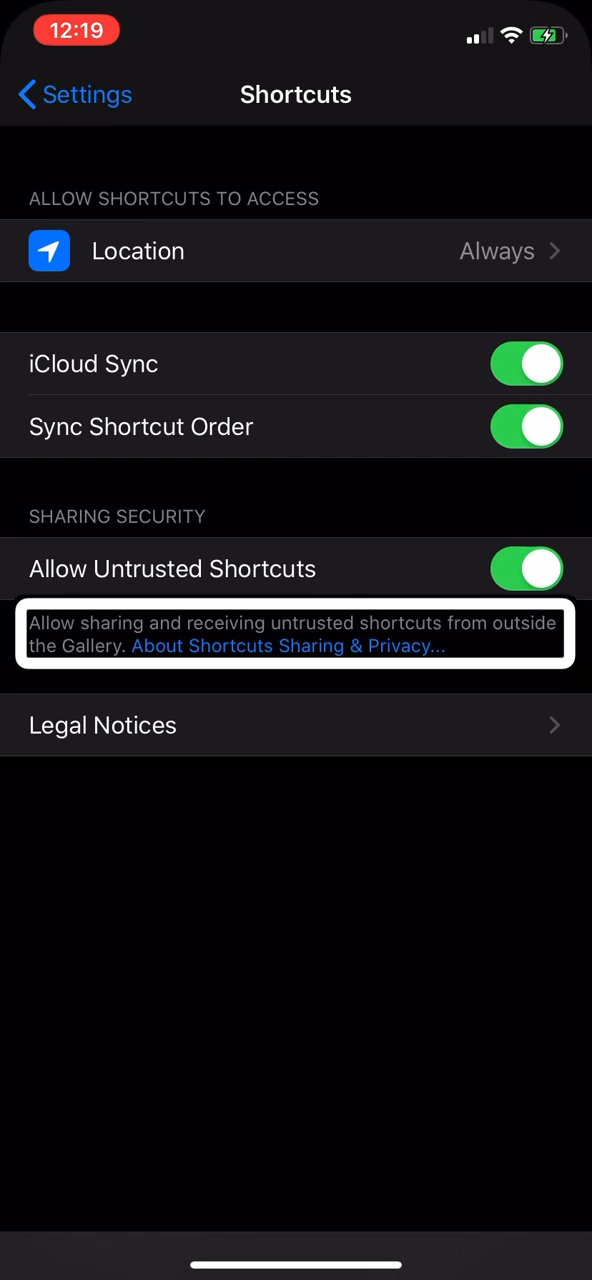 12:19
Settings
Shortcuts
ALLOW SHORTCUTS TO ACCESS
Location
Always
iCloud Sync
Sync Shortcut Order
SHARING SECURITY
Allow Untrusted Shortcuts
Allow sharing and receiving untrusted shortcuts from outside
the Gallery. About Shortcuts Sharing & Privacy...
Legal Notices